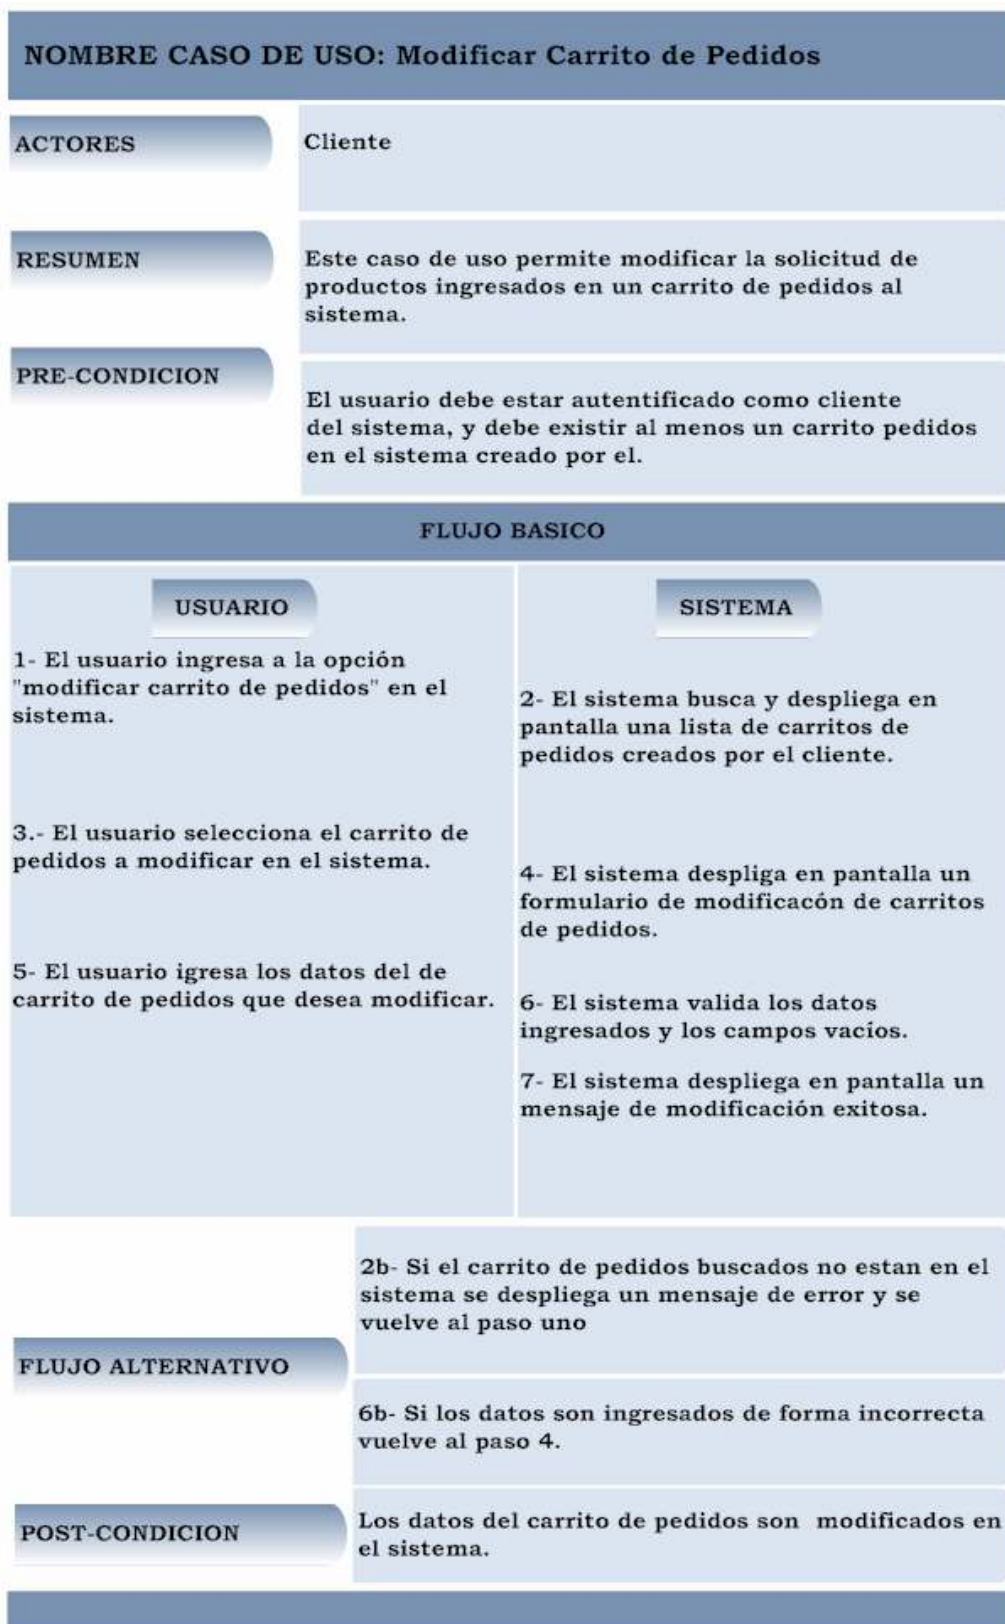 NOMBRE CASO DE USO: Modificar Carrito de Pedidos
ACTORES
Cliente
RESUMEN
Este caso de uso permite modificar la solicitud de
productos ingresados en un carrito de pedidos al
sistema.
PRE-CONDICION
El usuario debe estar autentificado como cliente
del sistema, y debe existir al menos un carrito pedidos
en el sistema creado por el.
FLUJO BASICO
USUARIO
1- El usuario ingresa a la opción
"modificar carrito de pedidos" en el
sistema.
3.- El usuario selecciona el carrito de
pedidos a modificar en el sistema.
5- El usuario igresa los datos del de
carrito de pedidos que desea modificar.
SISTEMA
2- El sistema busca y despliega en
pantalla una lista de carritos de
pedidos creados por el cliente.
4- El sistema despliga en pantalla un
formulario de modificacón de carritos
de pedidos.
6- El sistema valida los datos
ingresados y los campos vacíos.
7- El sistema despliega en pantalla un
mensaje de modificación exitosa.
FLUJO ALTERNATIVO
2b- Si el carrito de pedidos buscados no estan en el
sistema se despliega un mensaje de error y se
vuelve al paso uno
6b- Si los datos son ingresados de forma incorrecta
vuelve al paso 4.
POST-CONDICION
Los datos del carrito de pedidos son  modificados en
el sistema.